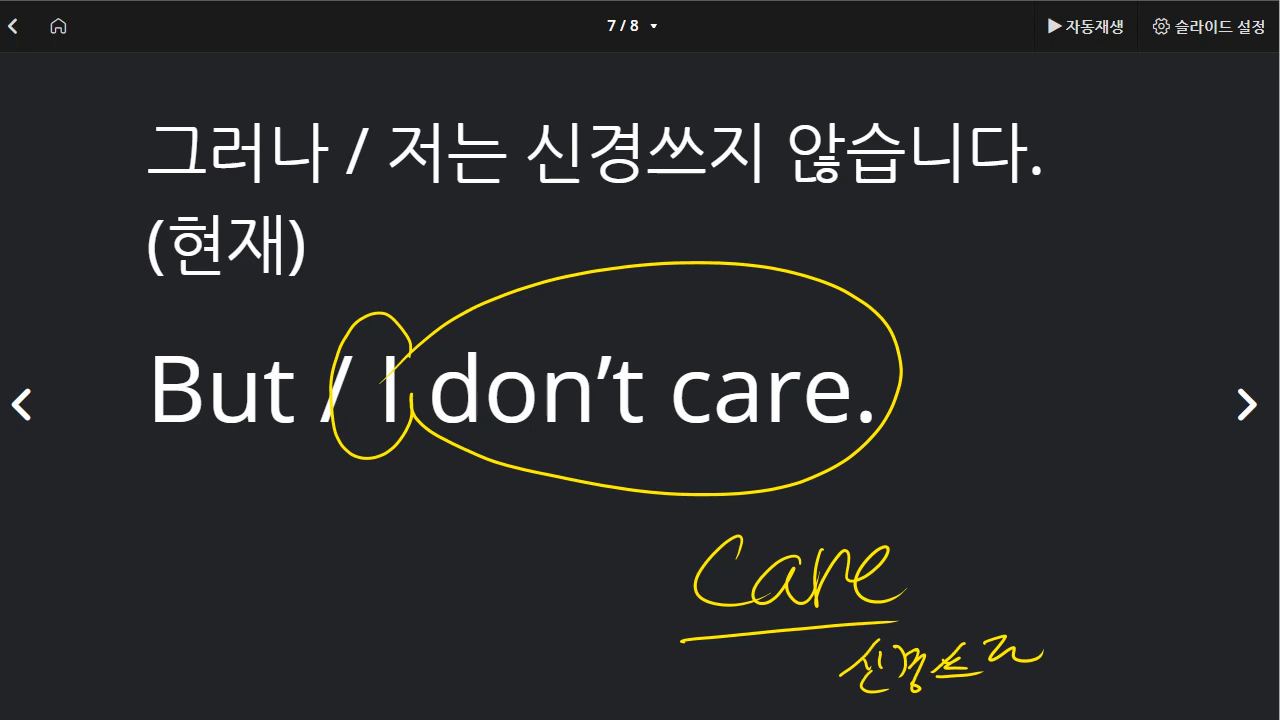 7 / 8
자동재생
슬라이드 설정
그러나 / 저는 신경쓰지 않습니다.
(현재)
But / I don’t care.
care
신경쓰